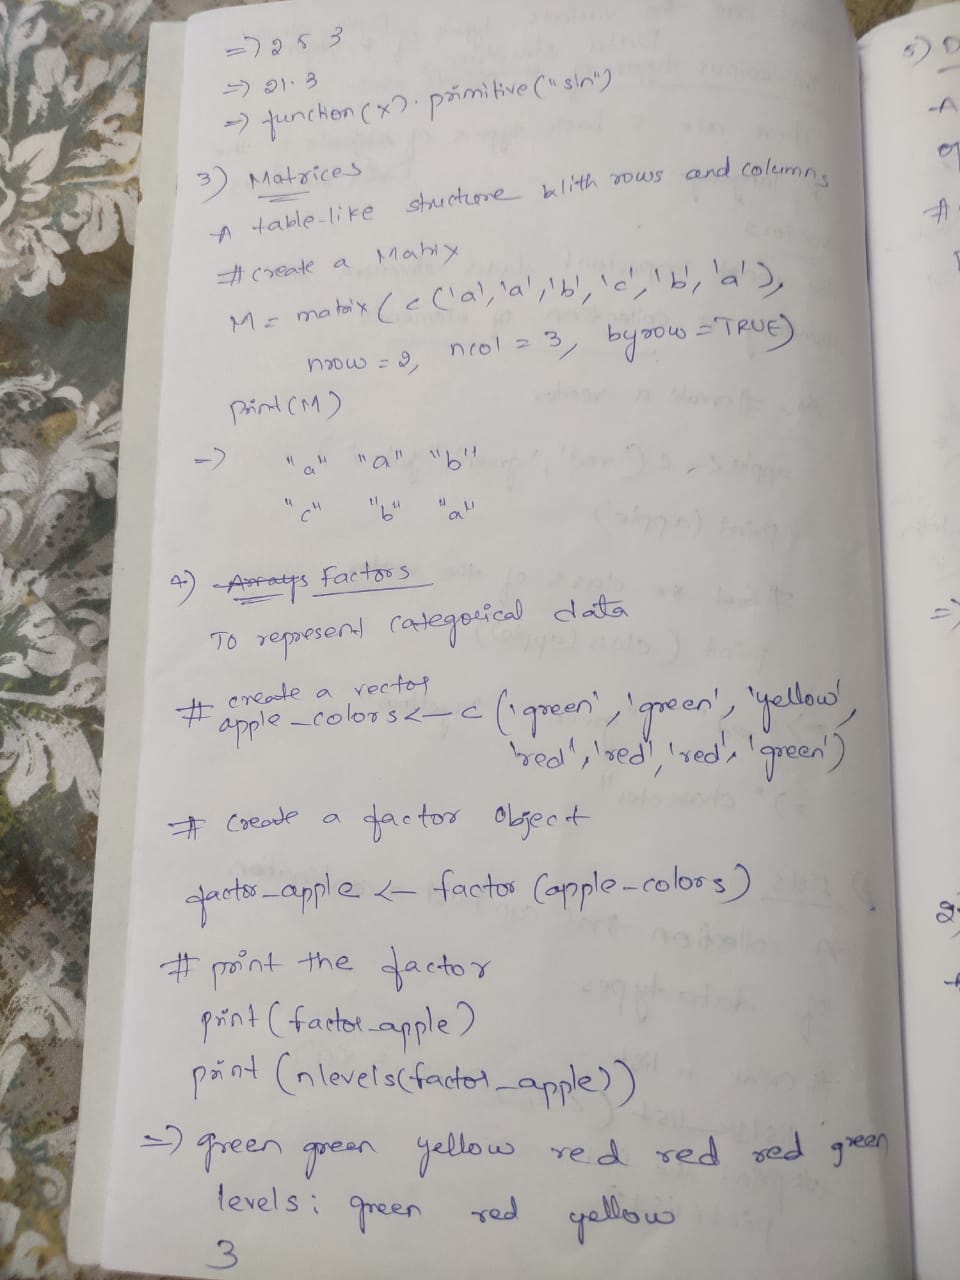 => 2 5 3
=> 21.3
=> function (x). primitive ("sin")
3) Matrices
A table-like structure with rows and columns
# create a Matrix
M = matrix (c ('a', 'a', 'b', 'c', 'b', 'a'),
nrow = 2, ncol = 3, byrow = TRUE)
print (M)
=> "a" "a" "b"
"c" "b" "a"
4) Arrays Factors
To represent categorical data
# create a vector
apple_colors <- c ('green', 'green', 'yellow',
'red', 'red', 'red', 'green')
# create a factor object
factor_apple <- factor (apple_colors)
# print the factor
print (factor_apple)
print (nlevels(factor_apple))
=> green green yellow red red red green
levels: green red yellow
3
5)